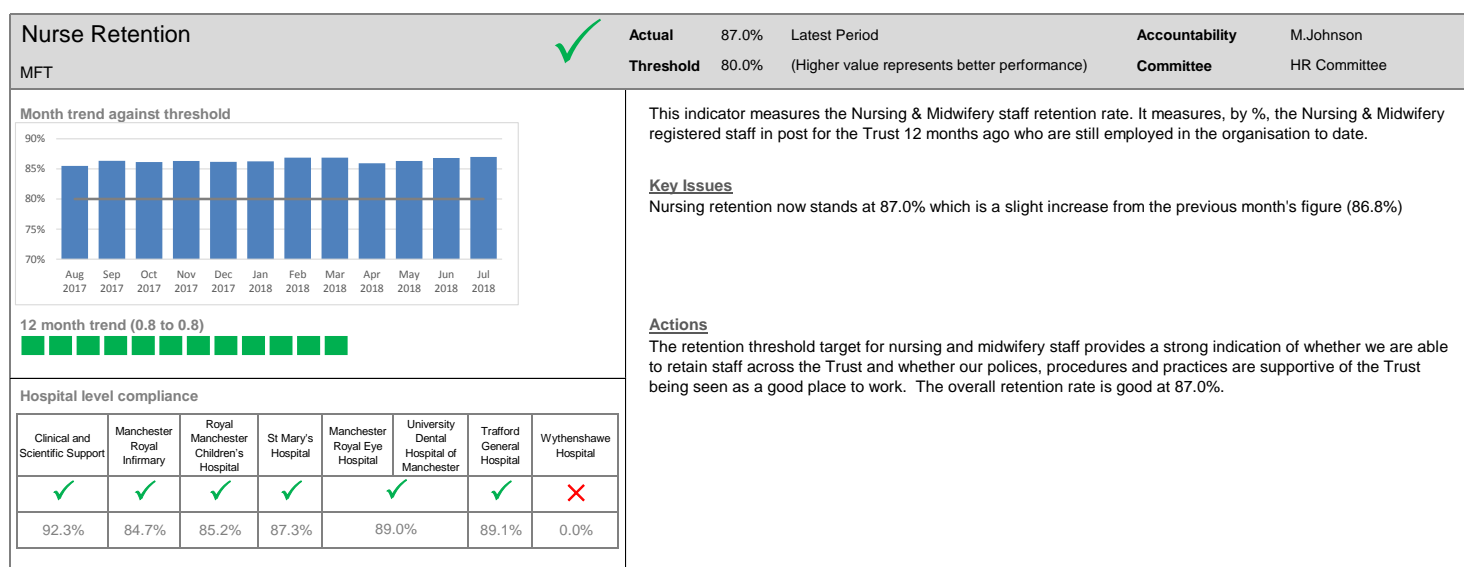 Nurse Retention
MFT
Actual 87.0% Latest Period
Threshold 80.0% (Higher value represents better performance)
Accountability M.Johnson
Committee HR Committee
Month trend against threshold
90%
85%
80%
75%
70%
Aug Sep Oct Nov Dec Jan Feb Mar Apr May Jun Jul
2017 2017 2017 2017 2017 2018 2018 2018 2018 2018 2018 2018
12 month trend (0.8 to 0.8)
Hospital level compliance
Clinical and
Scientific Support
Manchester
Royal
Infirmary
Royal
Manchester
Children's
Hospital
St Mary's
Hospital
Manchester
Royal Eye
Hospital
University
Dental
Hospital of
Manchester
Trafford
General
Hospital
Wythenshawe
Hospital
92.3% 84.7% 85.2% 87.3% 89.0% 89.1% 0.0%
This indicator measures the Nursing & Midwifery staff retention rate. It measures, by %, the Nursing & Midwifery
registered staff in post for the Trust 12 months ago who are still employed in the organisation to date.
Key Issues
Nursing retention now stands at 87.0% which is a slight increase from the previous month's figure (86.8%)
Actions
The retention threshold target for nursing and midwifery staff provides a strong indication of whether we are able
to retain staff across the Trust and whether our polices, procedures and practices are supportive of the Trust
being seen as a good place to work. The overall retention rate is good at 87.0%.